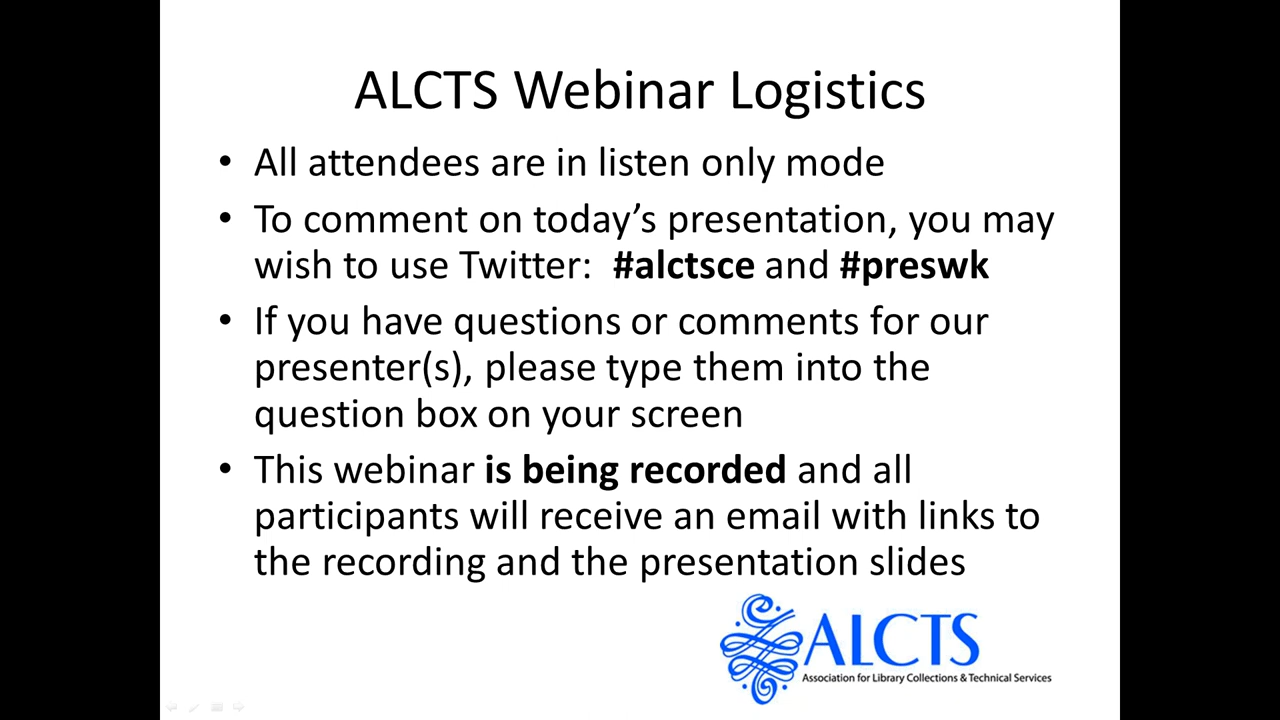 ALCTS Webinar Logistics
• All attendees are in listen only mode
• To comment on today’s presentation, you may
wish to use Twitter:  #alctsce and #preswk
• If you have questions or comments for our
presenter(s), please type them into the
question box on your screen
• This webinar is being recorded and all
participants will receive an email with links to
the recording and the presentation slides
ALCTS
Association for Library Collections & Technical Services